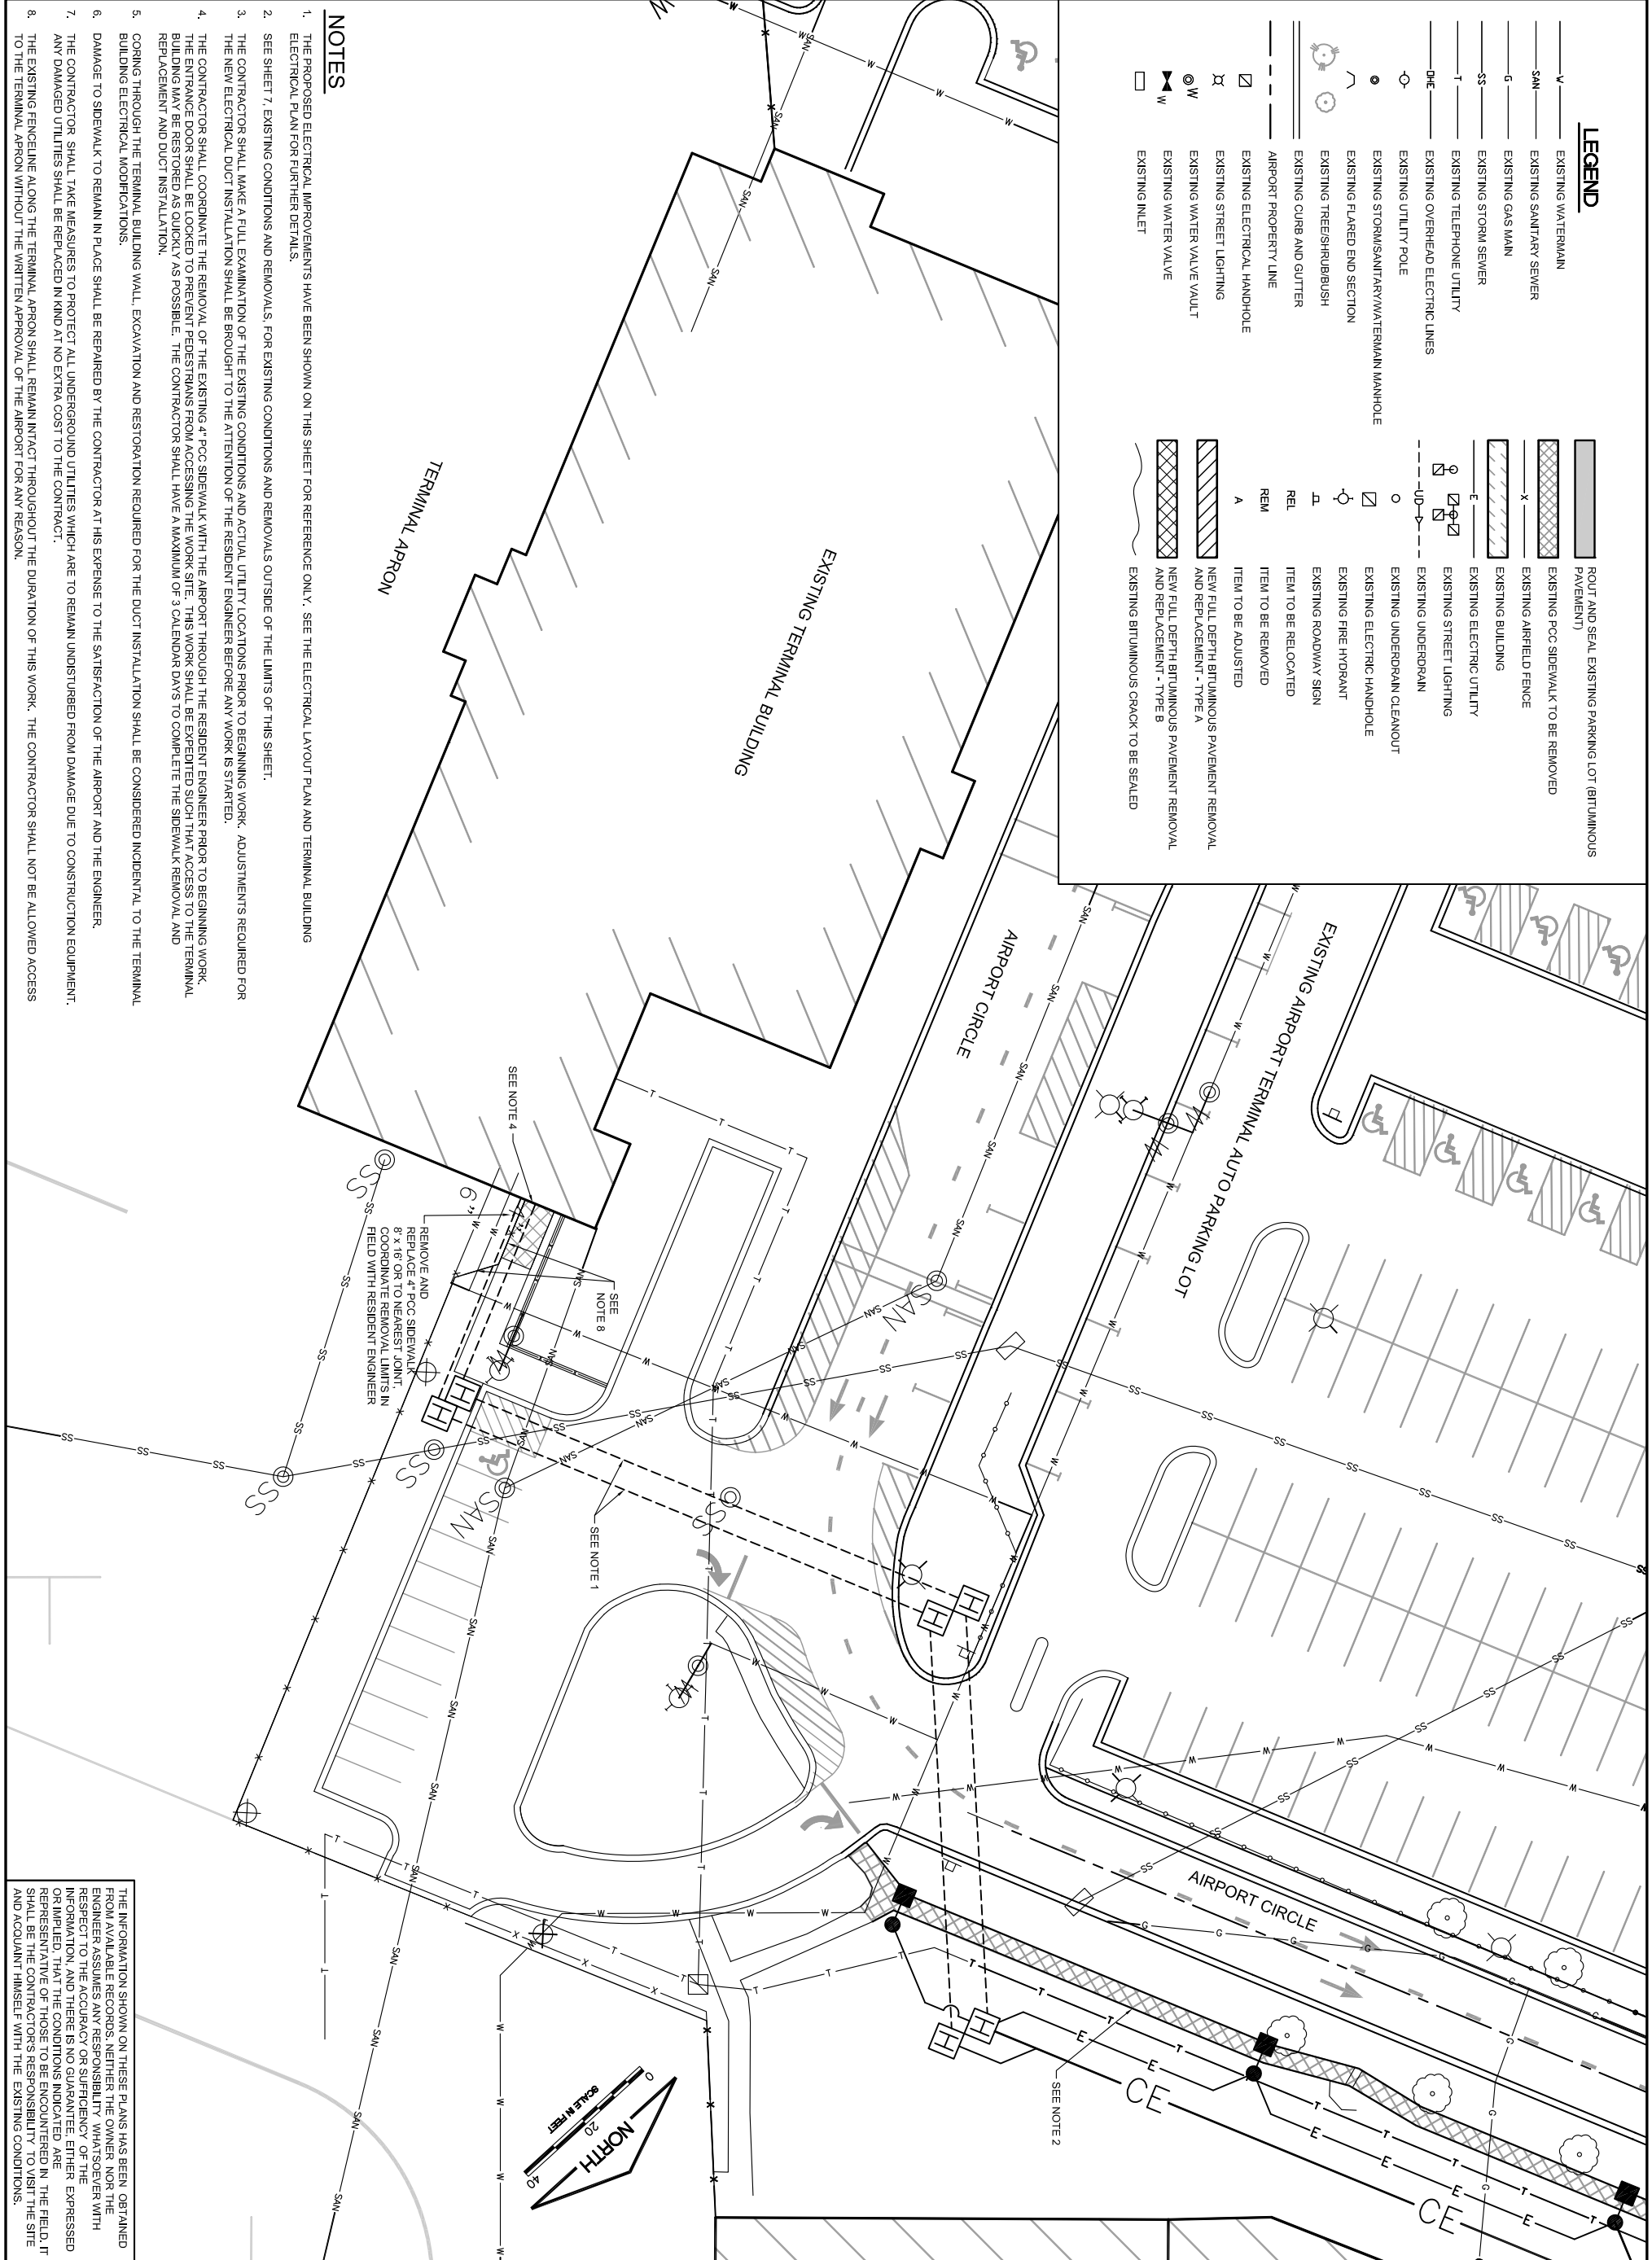 LEGEND
W EXISTING WATERMAIN
SAN EXISTING SANITARY SEWER
G EXISTING GAS MAIN
SS EXISTING STORM SEWER
T EXISTING TELEPHONE UTILITY
OHE EXISTING OVERHEAD ELECTRIC LINES
EXISTING UTILITY POLE
EXISTING STORM/SANITARY/WATERMAIN MANHOLE
EXISTING FLARED END SECTION
EXISTING TREE/SHRUB/BUSH
EXISTING CURB AND GUTTER
AIRPORT PROPERTY LINE
EXISTING ELECTRICAL HANDHOLE
EXISTING STREET LIGHTING
W EXISTING WATER VALVE VAULT
W EXISTING WATER VALVE
EXISTING INLET
ROUT AND SEAL EXISTING PARKING LOT (BITUMINOUS
PAVEMENT)
EXISTING PCC SIDEWALK TO BE REMOVED
X EXISTING AIRFIELD FENCE
EXISTING BUILDING
E EXISTING ELECTRIC UTILITY
EXISTING STREET LIGHTING
UD EXISTING UNDERDRAIN
EXISTING UNDERDRAIN CLEANOUT
EXISTING ELECTRIC HANDHOLE
EXISTING FIRE HYDRANT
EXISTING ROADWAY SIGN
REL ITEM TO BE RELOCATED
REM ITEM TO BE REMOVED
A ITEM TO BE ADJUSTED
NEW FULL DEPTH BITUMINOUS PAVEMENT REMOVAL
AND REPLACEMENT - TYPE A
NEW FULL DEPTH BITUMINOUS PAVEMENT REMOVAL
AND REPLACEMENT - TYPE B
EXISTING BITUMINOUS CRACK TO BE SEALED
EXISTING AIRPORT TERMINAL AUTO PARKING LOT
AIRPORT CIRCLE
AIRPORT CIRCLE
EXISTING TERMINAL BUILDING
TERMINAL APRON
SEE NOTE 4
SEE
NOTE 8
6"
REMOVE AND
REPLACE 4" PCC SIDEWALK
8' x 16' OR TO NEAREST JOINT.
COORDINATE REMOVAL LIMITS IN
FIELD WITH RESIDENT ENGINEER
SEE NOTE 1
SEE NOTE 2
SAN
SAN
SS
SS
SS
SS
W
W
W
W
H
H
H
H
H
H
CE
CE
NORTH
0 20 40
SCALE IN FEET
NOTES
1. THE PROPOSED ELECTRICAL IMPROVEMENTS HAVE BEEN SHOWN ON THIS SHEET FOR REFERENCE ONLY. SEE THE ELECTRICAL LAYOUT PLAN AND TERMINAL BUILDING
ELECTRICAL PLAN FOR FURTHER DETAILS.
2. SEE SHEET 7, EXISTING CONDITIONS AND REMOVALS, FOR EXISTING CONDITIONS AND REMOVALS OUTSIDE OF THE LIMITS OF THIS SHEET.
3. THE CONTRACTOR SHALL MAKE A FULL EXAMINATION OF THE EXISTING CONDITIONS AND ACTUAL UTILITY LOCATIONS PRIOR TO BEGINNING WORK. ADJUSTMENTS REQUIRED FOR
THE NEW ELECTRICAL DUCT INSTALLATION SHALL BE BROUGHT TO THE ATTENTION OF THE RESIDENT ENGINEER BEFORE ANY WORK IS STARTED.
4. THE CONTRACTOR SHALL COORDINATE THE REMOVAL OF THE EXISTING 4" PCC SIDEWALK WITH THE AIRPORT THROUGH THE RESIDENT ENGINEER PRIOR TO BEGINNING WORK.
THE ENTRANCE DOOR SHALL BE LOCKED TO PREVENT PEDESTRIANS FROM ACCESSING THE WORK SITE. THIS WORK SHALL BE EXPEDITED SUCH THAT ACCESS TO THE TERMINAL
BUILDING MAY BE RESTORED AS QUICKLY AS POSSIBLE. THE CONTRACTOR SHALL HAVE A MAXIMUM OF 3 CALENDAR DAYS TO COMPLETE THE SIDEWALK REMOVAL AND
REPLACEMENT AND DUCT INSTALLATION.
5. CORING THROUGH THE TERMINAL BUILDING WALL, EXCAVATION AND RESTORATION REQUIRED FOR THE DUCT INSTALLATION SHALL BE CONSIDERED INCIDENTAL TO THE TERMINAL
BUILDING ELECTRICAL MODIFICATIONS.
6. DAMAGE TO SIDEWALK TO REMAIN IN PLACE SHALL BE REPAIRED BY THE CONTRACTOR AT HIS EXPENSE TO THE SATISFACTION OF THE AIRPORT AND THE ENGINEER.
7. THE CONTRACTOR SHALL TAKE MEASURES TO PROTECT ALL UNDERGROUND UTILITIES WHICH ARE TO REMAIN UNDISTURBED FROM DAMAGE DUE TO CONSTRUCTION EQUIPMENT.
ANY DAMAGED UTILITIES SHALL BE REPLACED IN KIND AT NO EXTRA COST TO THE CONTRACT.
8. THE EXISTING FENCELINE ALONG THE TERMINAL APRON SHALL REMAIN INTACT THROUGHOUT THE DURATION OF THIS WORK. THE CONTRACTOR SHALL NOT BE ALLOWED ACCESS
TO THE TERMINAL APRON WITHOUT THE WRITTEN APPROVAL OF THE AIRPORT FOR ANY REASON.
THE INFORMATION SHOWN ON THESE PLANS HAS BEEN OBTAINED
FROM AVAILABLE RECORDS. NEITHER THE OWNER NOR THE
ENGINEER ASSUMES ANY RESPONSIBILITY WHATSOEVER WITH
RESPECT TO THE ACCURACY OR SUFFICIENCY OF THE
INFORMATION, AND THERE IS NO GUARANTEE, EITHER EXPRESSED
OR IMPLIED, THAT THE CONDITIONS INDICATED ARE
REPRESENTATIVE OF THOSE TO BE ENCOUNTERED IN THE FIELD. IT
SHALL BE THE CONTRACTOR'S RESPONSIBILITY TO VISIT THE SITE
AND ACQUAINT HIMSELF WITH THE EXISTING CONDITIONS.